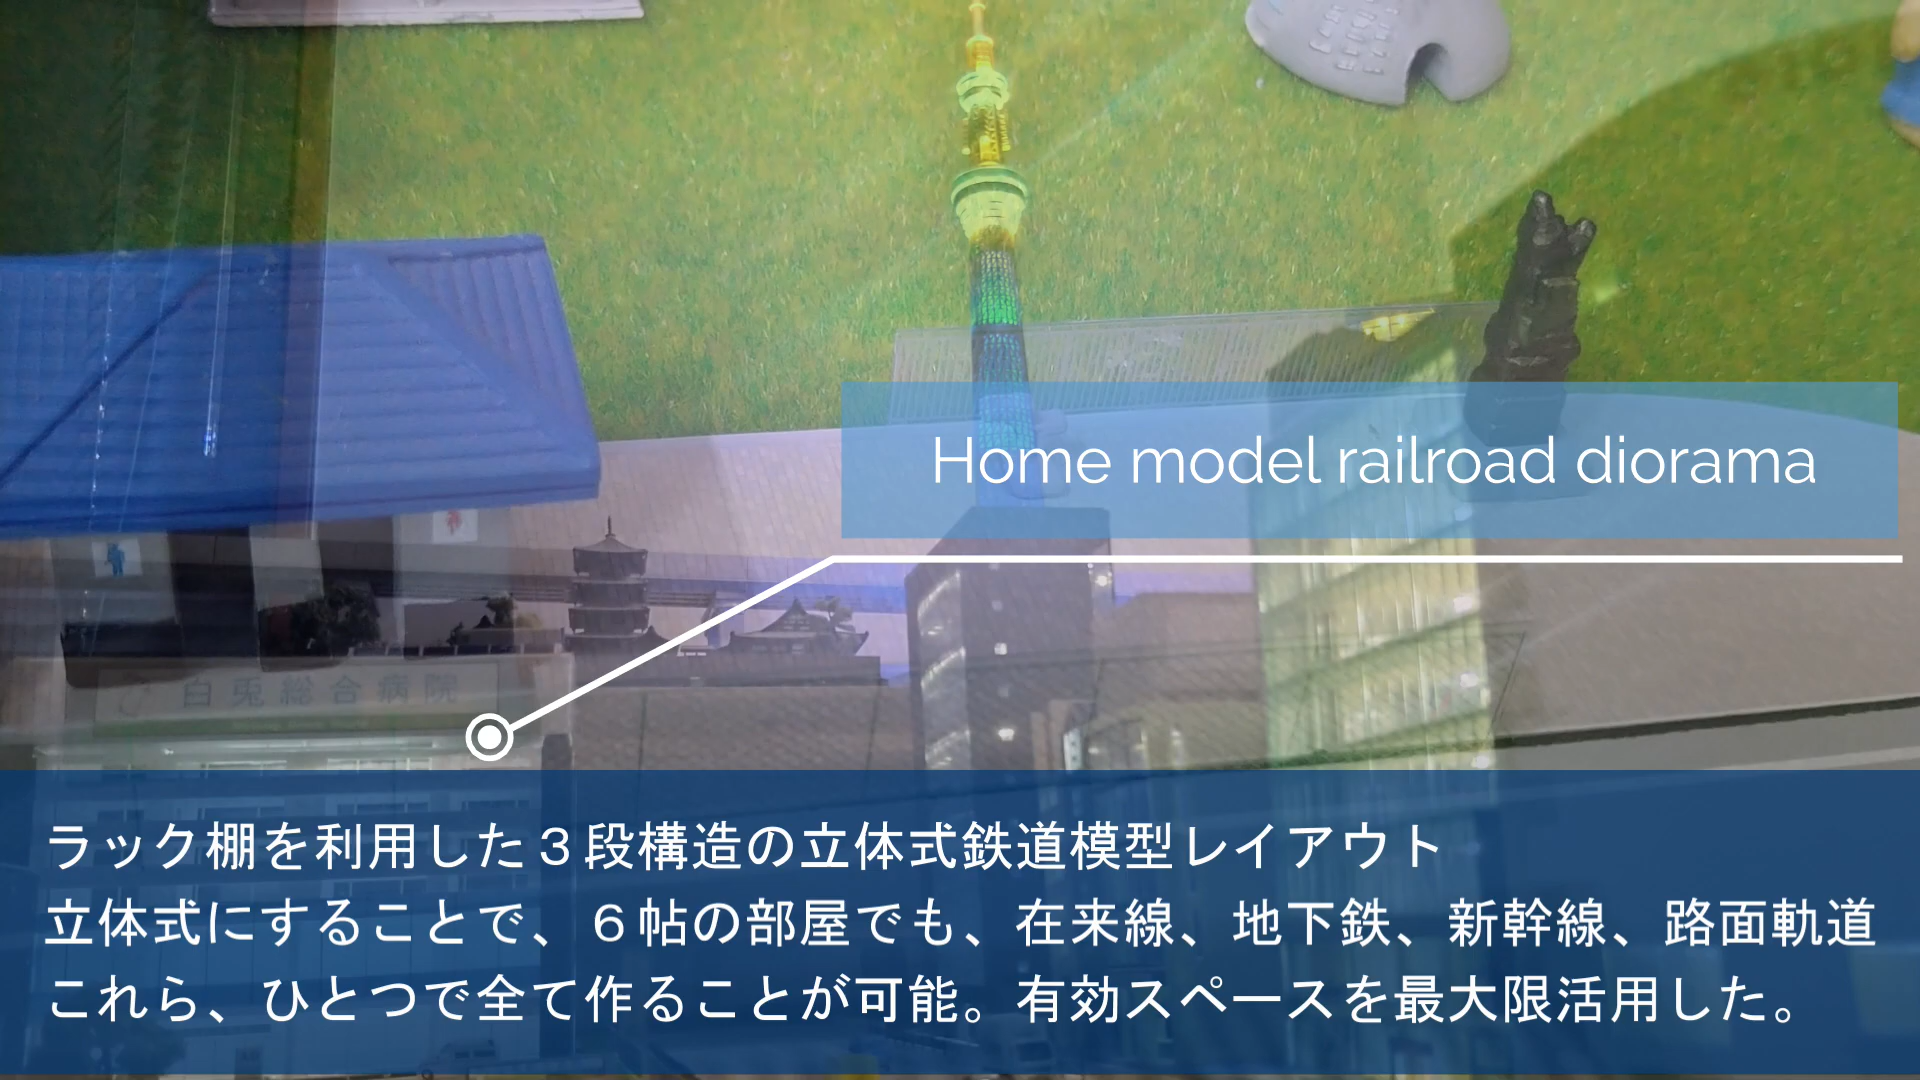 Home model railroad diorama
白兎総合病院
ラック棚を利用した３段構造の立体式鉄道模型レイアウト
立体式にすることで、６帖の部屋でも、在来線、地下鉄、新幹線、路面軌道
これら、ひとつで全て作ることが可能。有効スペースを最大限活用した。